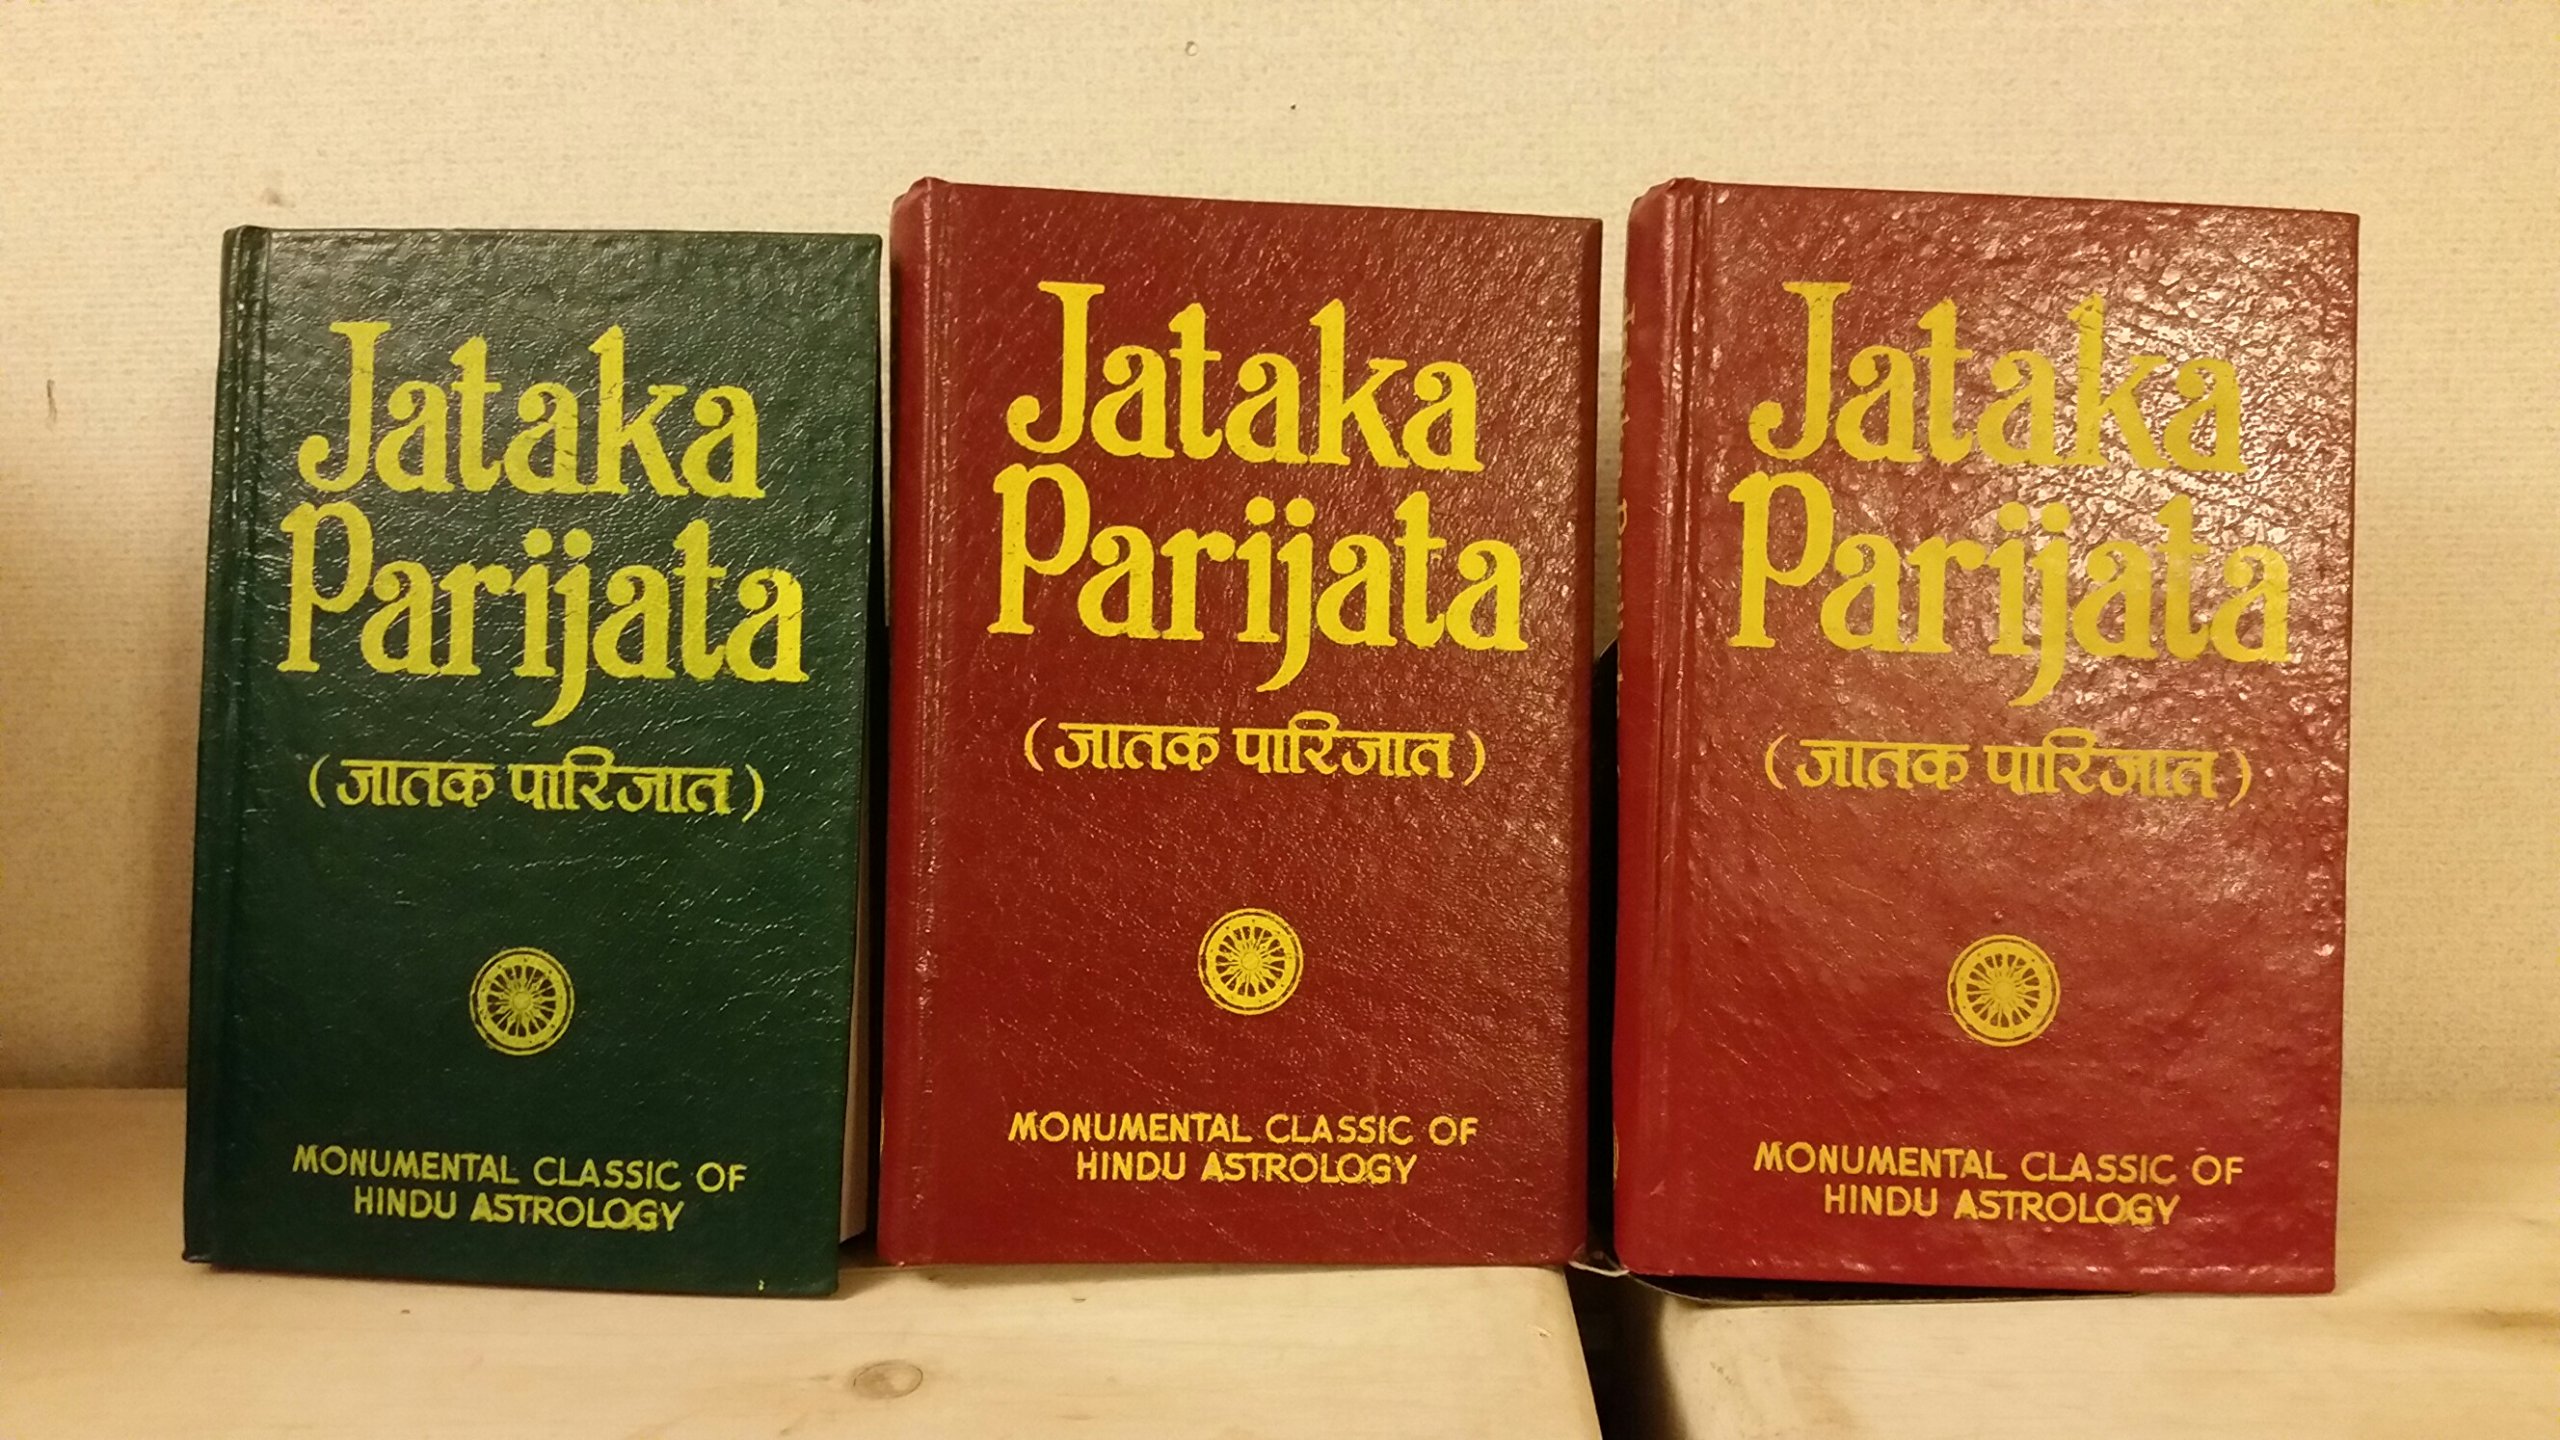 Jataka
Parijata
(जातक पारिजात)
MONUMENTAL CLASSIC OF
HINDU ASTROLOGY
Jataka
Parijata
(जातक पारिजात)
MONUMENTAL CLASSIC OF
HINDU ASTROLOGY
Jataka
Parijata
(जातक पारिजात)
MONUMENTAL CLASSIC OF
HINDU ASTROLOGY